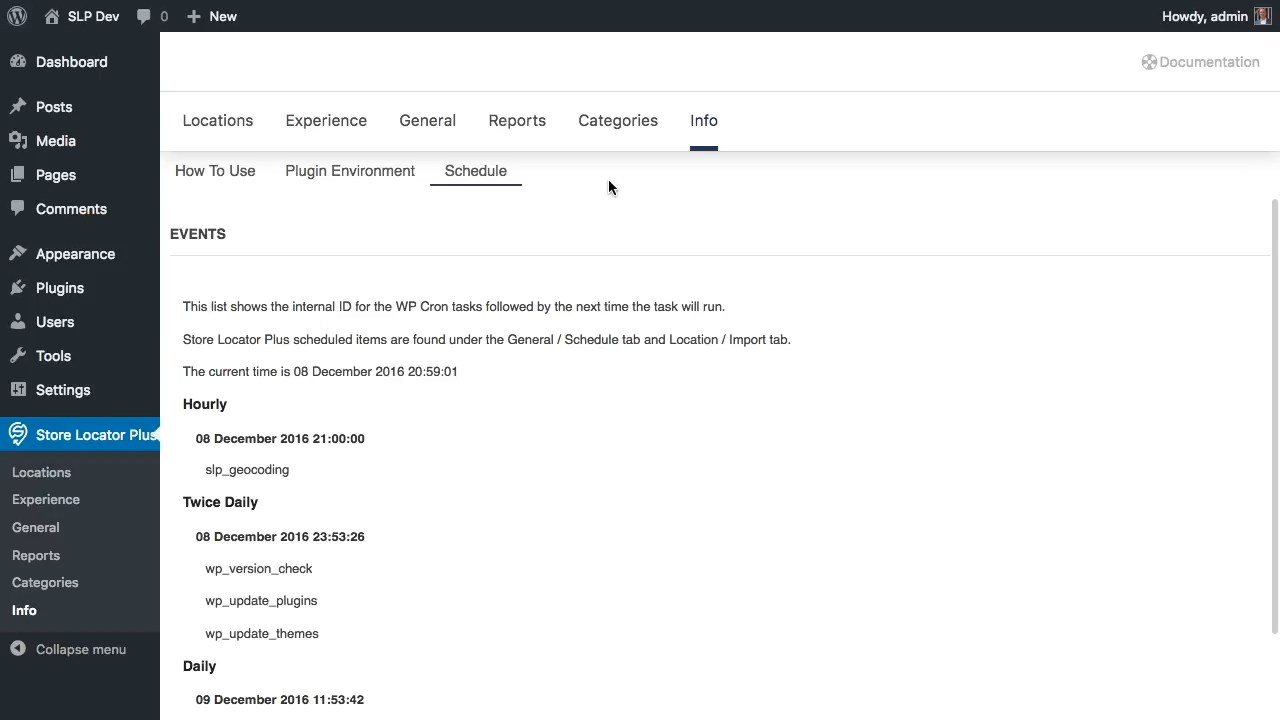 SLP Dev
0
New
Howdy, admin
Dashboard
Posts
Media
Pages
Comments
Appearance
Plugins
Users
Tools
Settings
Store Locator Plus
Locations
Experience
General
Reports
Categories
Info
Collapse menu
Documentation
Locations Experience General Reports Categories Info
How To Use Plugin Environment Schedule
EVENTS
This list shows the internal ID for the WP Cron tasks followed by the next time the task will run.
Store Locator Plus scheduled items are found under the General / Schedule tab and Location / Import tab.
The current time is 08 December 2016 20:59:01
Hourly
08 December 2016 21:00:00
slp_geocoding
Twice Daily
08 December 2016 23:53:26
wp_version_check
wp_update_plugins
wp_update_themes
Daily
09 December 2016 11:53:42